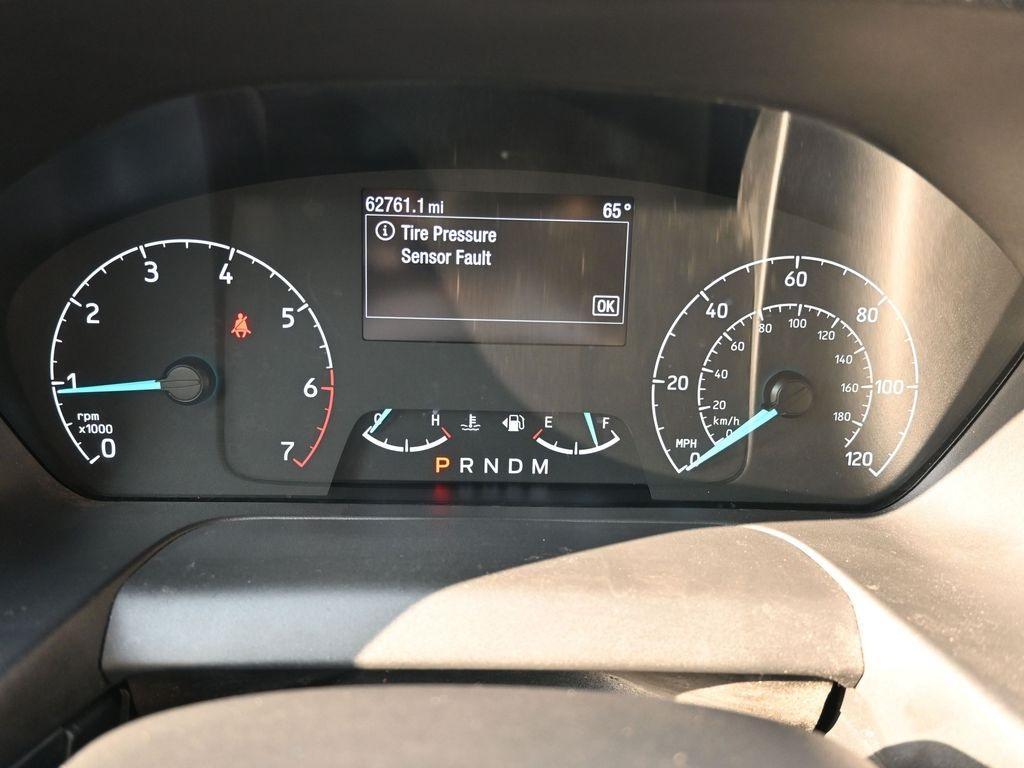 62761.1 mi 65°
Tire Pressure
Sensor Fault
OK
0 1 2 3 4 5 6 7
rpm
x1000
C H E F
P R N D M
0 20 40 60 80 100 120
MPH
0 20 40 60 80 100 120 140 160 180
km/h